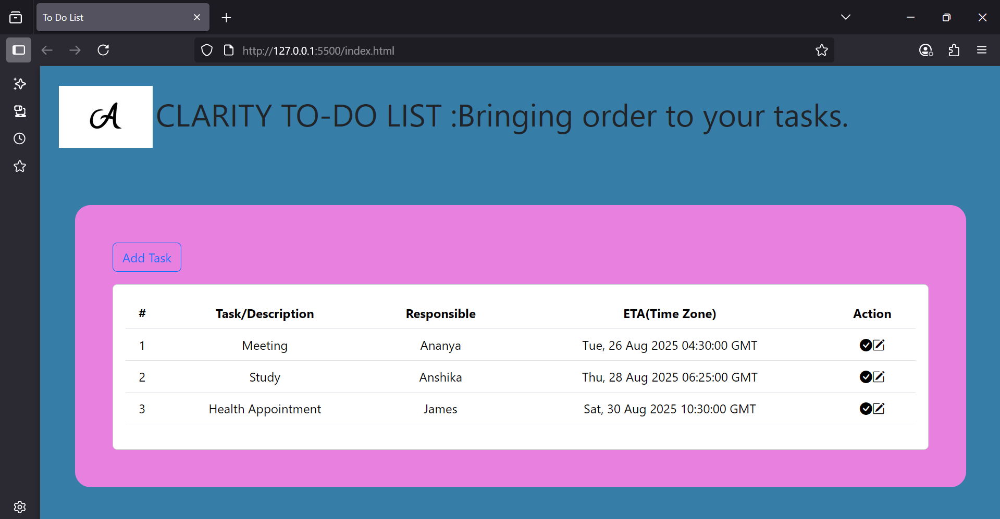 To Do List
http://127.0.0.1:5500/index.html
A
CLARITY TO-DO LIST :Bringing order to your tasks.
Add Task
# Task/Description Responsible ETA(Time Zone) Action
1 Meeting Ananya Tue, 26 Aug 2025 04:30:00 GMT
2 Study Anshika Thu, 28 Aug 2025 06:25:00 GMT
3 Health Appointment James Sat, 30 Aug 2025 10:30:00 GMT